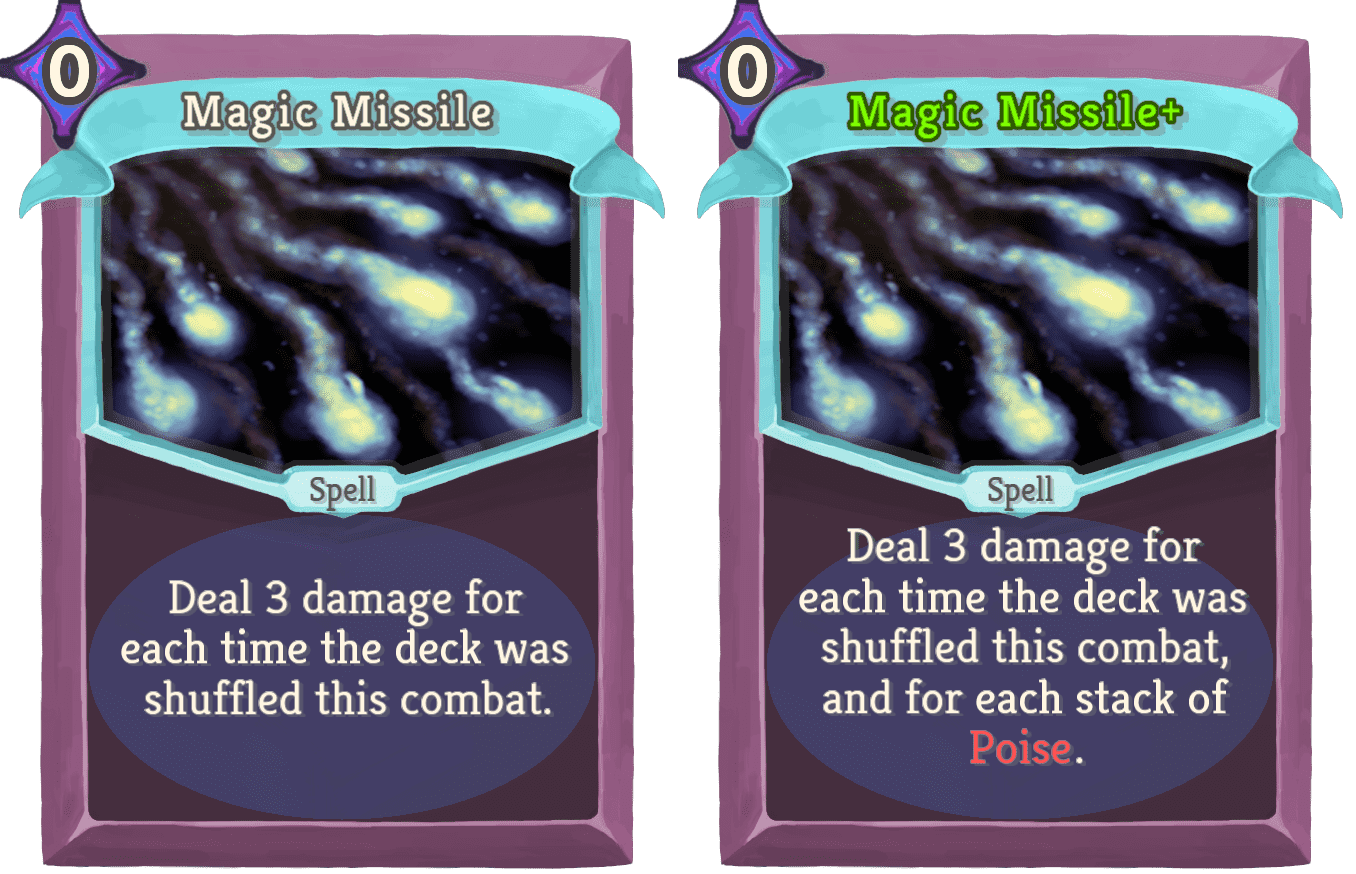 0
Magic Missile
Spell
Deal 3 damage for
each time the deck was
shuffled this combat.
0
Magic Missile+
Spell
Deal 3 damage for
each time the deck was
shuffled this combat,
and for each stack of
Poise.